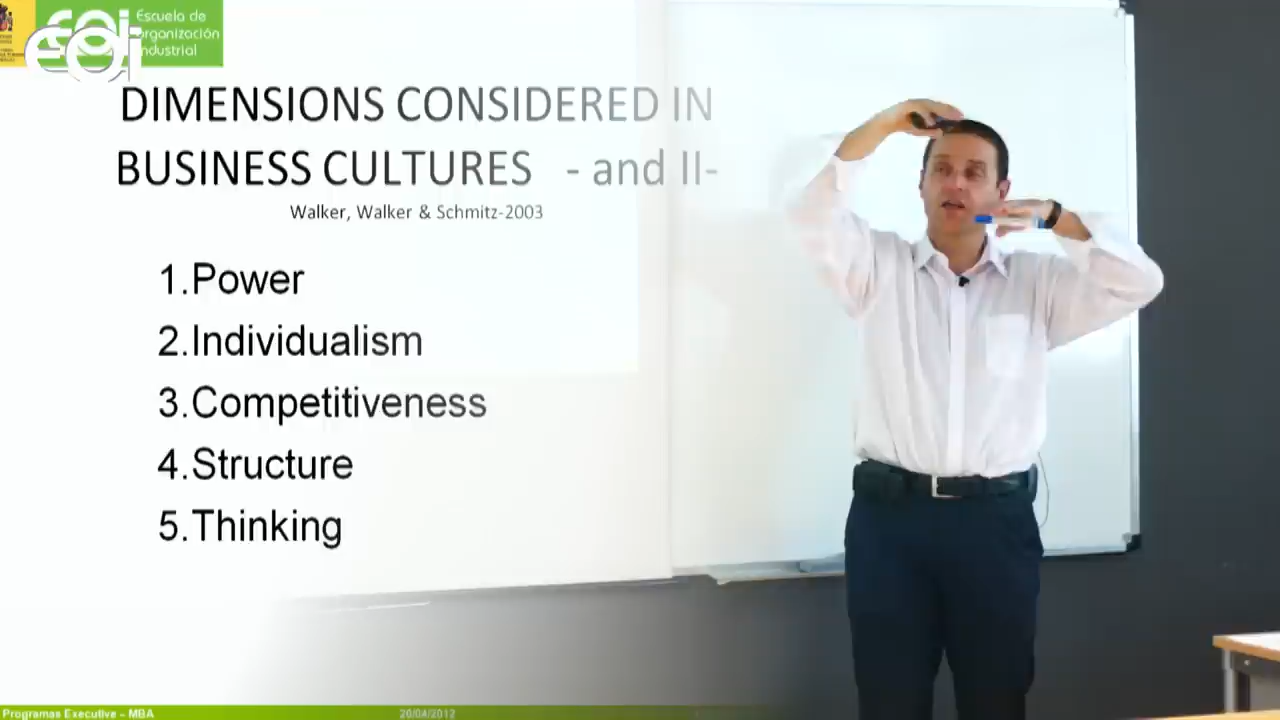 Escuela de
organización
industrial
eoi
DIMENSIONS CONSIDERED IN
BUSINESS CULTURES - and II-
Walker, Walker & Schmitz-2003
1.Power
2.Individualism
3.Competitiveness
4.Structure
5.Thinking
Programas Executive – MBA
20/04/2012